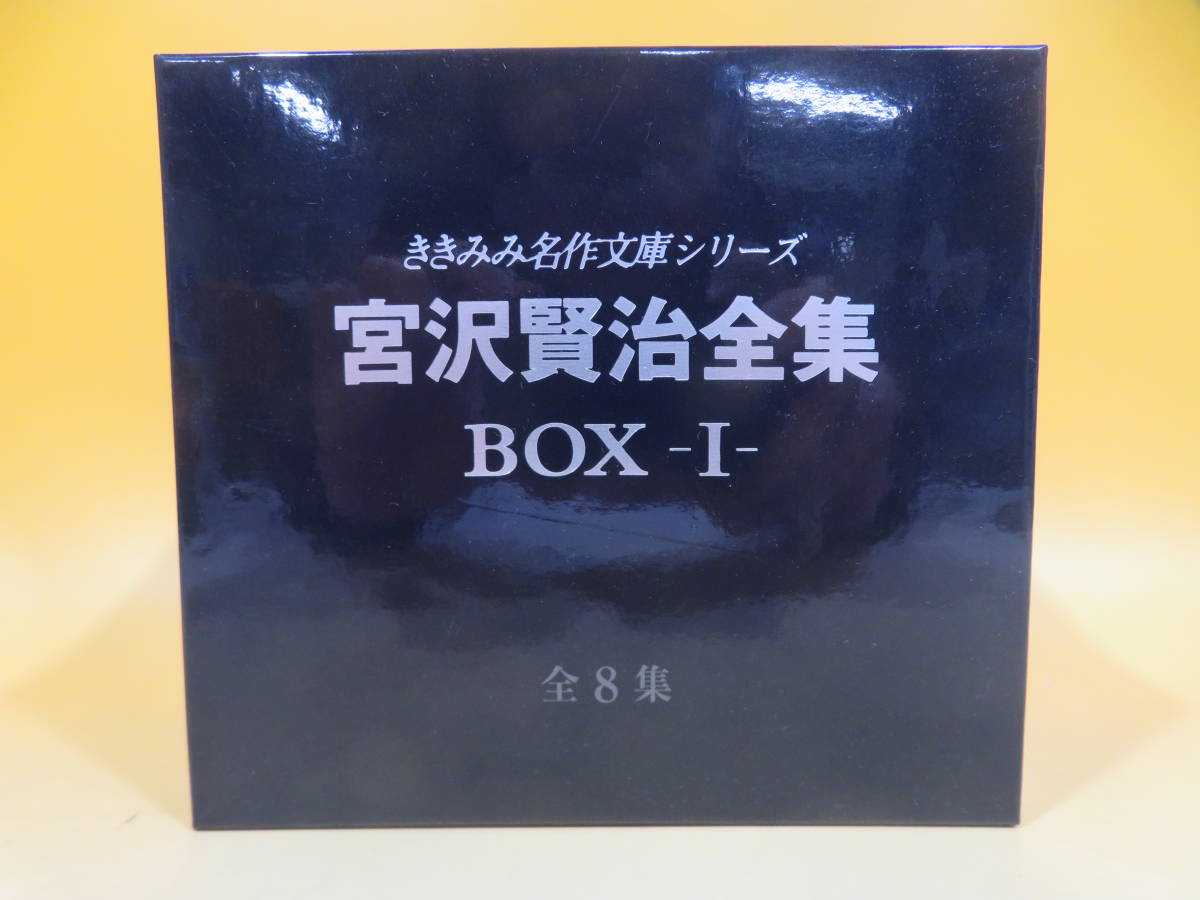 ききみみ名作文庫シリーズ
宮沢賢治全集
BOX -I-
全8集